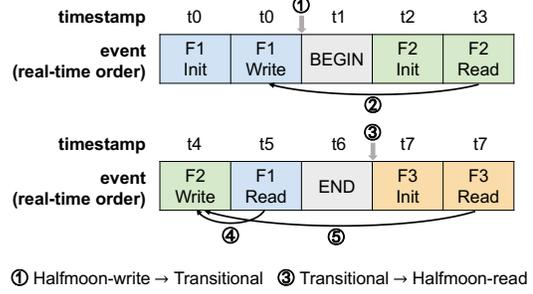 ①
timestamp t0 t0 t1 t2 t3
event (real-time order) F1 Init F1 Write BEGIN F2 Init F2 Read
②
③
timestamp t4 t5 t6 t7 t7
event (real-time order) F2 Write F1 Read END F3 Init F3 Read
④ ⑤
① Halfmoon-write → Transitional ③ Transitional → Halfmoon-read